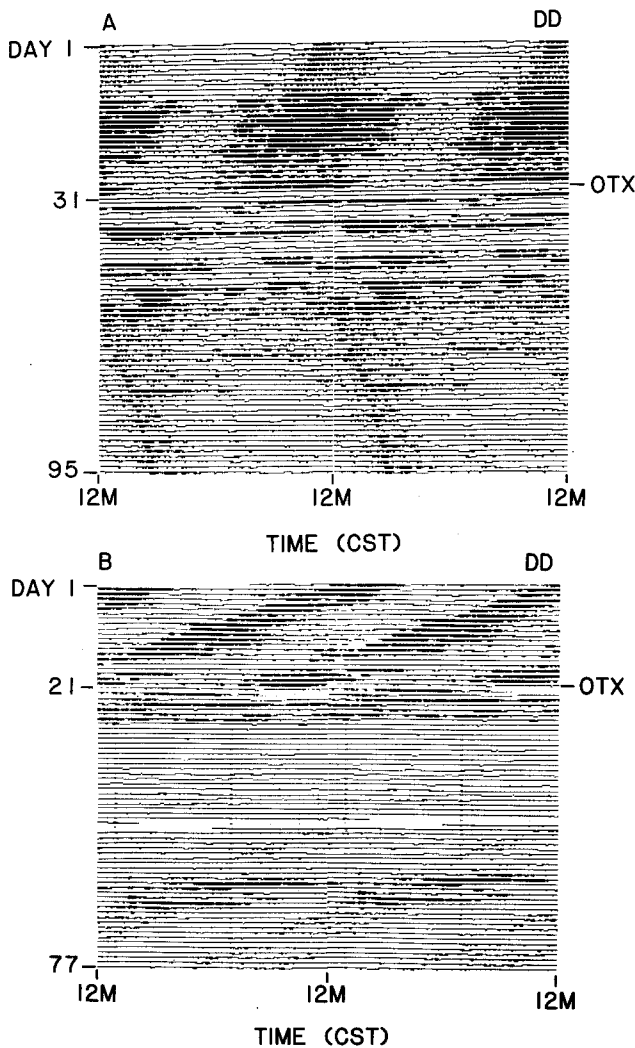 A DD
DAY 1
OTX
31
95
12M 12M 12M
TIME (CST)
B DD
DAY 1
21 OTX
77
12M 12M 12M
TIME (CST)